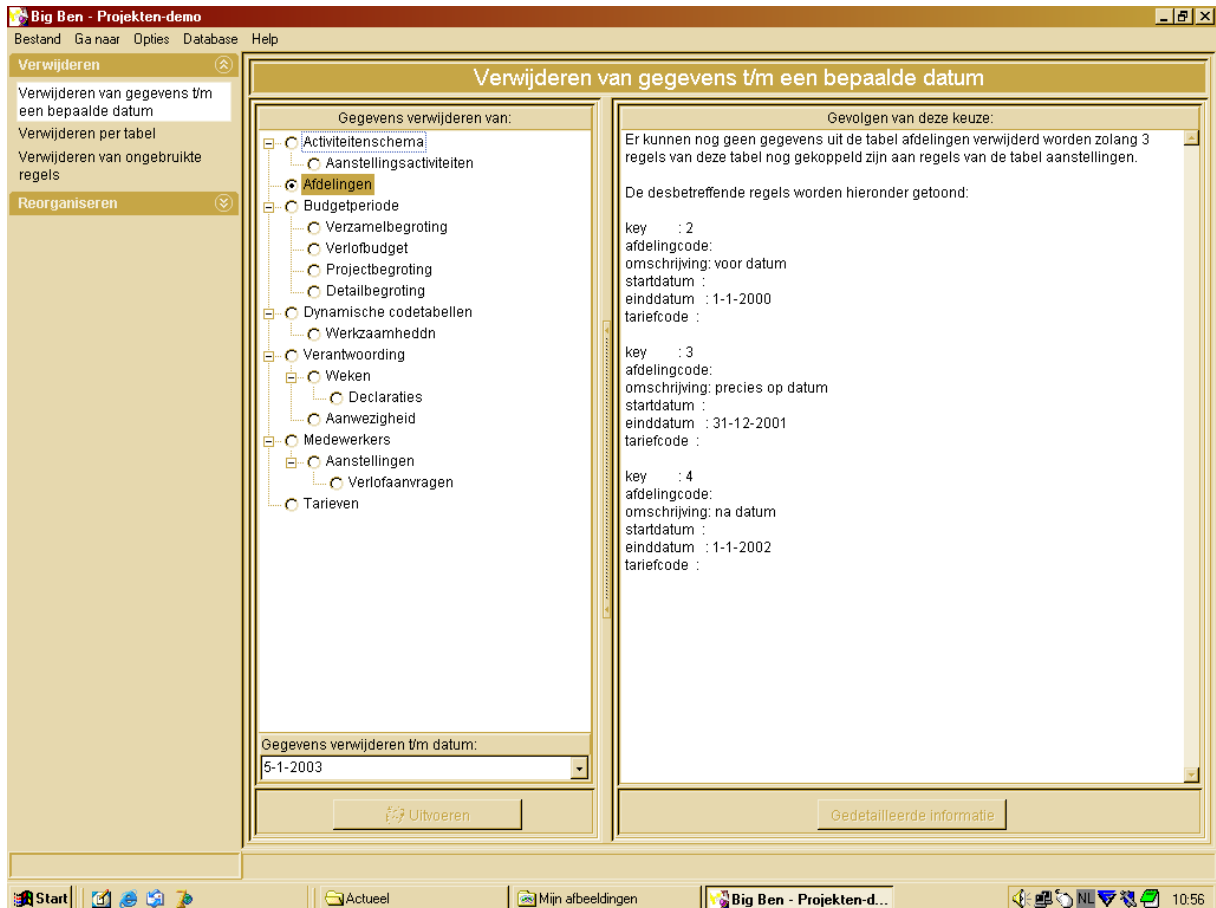 Big Ben - Projekten-demo
Bestand Ga naar Opties Database Help
Verwijderen
Verwijderen van gegevens t/m
een bepaalde datum
Verwijderen per tabel
Verwijderen van ongebruikte
regels
Reorganiseren
Verwijderen van gegevens t/m een bepaalde datum
Gegevens verwijderen van:
Activiteitenschema
Aanstellingsactiviteiten
Afdelingen
Budgetperiode
Verzamelbegroting
Verlofbudget
Projectbegroting
Detailbegroting
Dynamische codetabellen
Werkzaamheddn
Verantwoording
Weken
Declaraties
Aanwezigheid
Medewerkers
Aanstellingen
Verlofaanvragen
Tarieven
Gegevens verwijderen t/m datum:
5-1-2003
Uitvoeren
Gevolgen van deze keuze:
Er kunnen nog geen gegevens uit de tabel afdelingen verwijderd worden zolang 3
regels van deze tabel nog gekoppeld zijn aan regels van de tabel aanstellingen.
De desbetreffende regels worden hieronder getoond:
key : 2
afdelingcode:
omschrijving: voor datum
startdatum :
einddatum : 1-1-2000
tariefcode :
key : 3
afdelingcode:
omschrijving: precies op datum
startdatum :
einddatum : 31-12-2001
tariefcode :
key : 4
afdelingcode:
omschrijving: na datum
startdatum :
einddatum : 1-1-2002
tariefcode :
Gedetailleerde informatie
Start Actueel Mijn afbeeldingen Big Ben - Projekten-d... NL 10:56